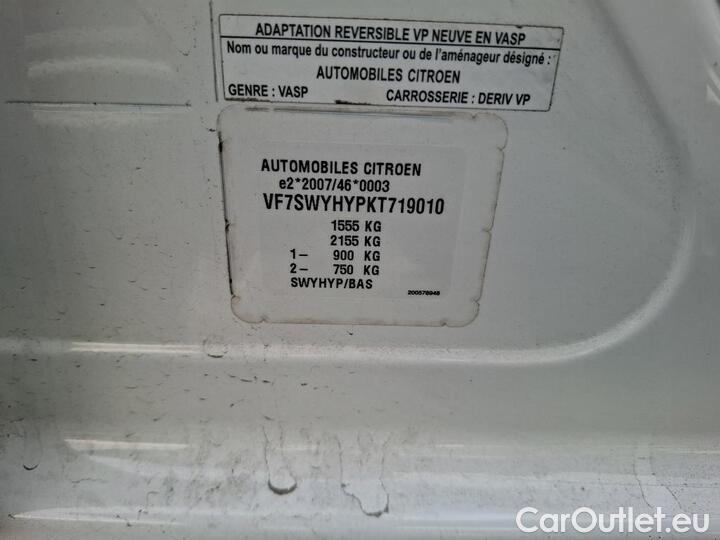 ADAPTATION REVERSIBLE VP NEUVE EN VASP
Nom ou marque du constructeur ou de l'aménageur désigné :
AUTOMOBILES CITROEN
GENRE : VASP CARROSSERIE : DERIV VP
AUTOMOBILES CITROEN
e2*2007/46*0003
VF7SWYHYPKT719010
1555 KG
2155 KG
1– 900 KG
2– 750 KG
SWYHYP/BAS
200578948
CarOutlet.eu